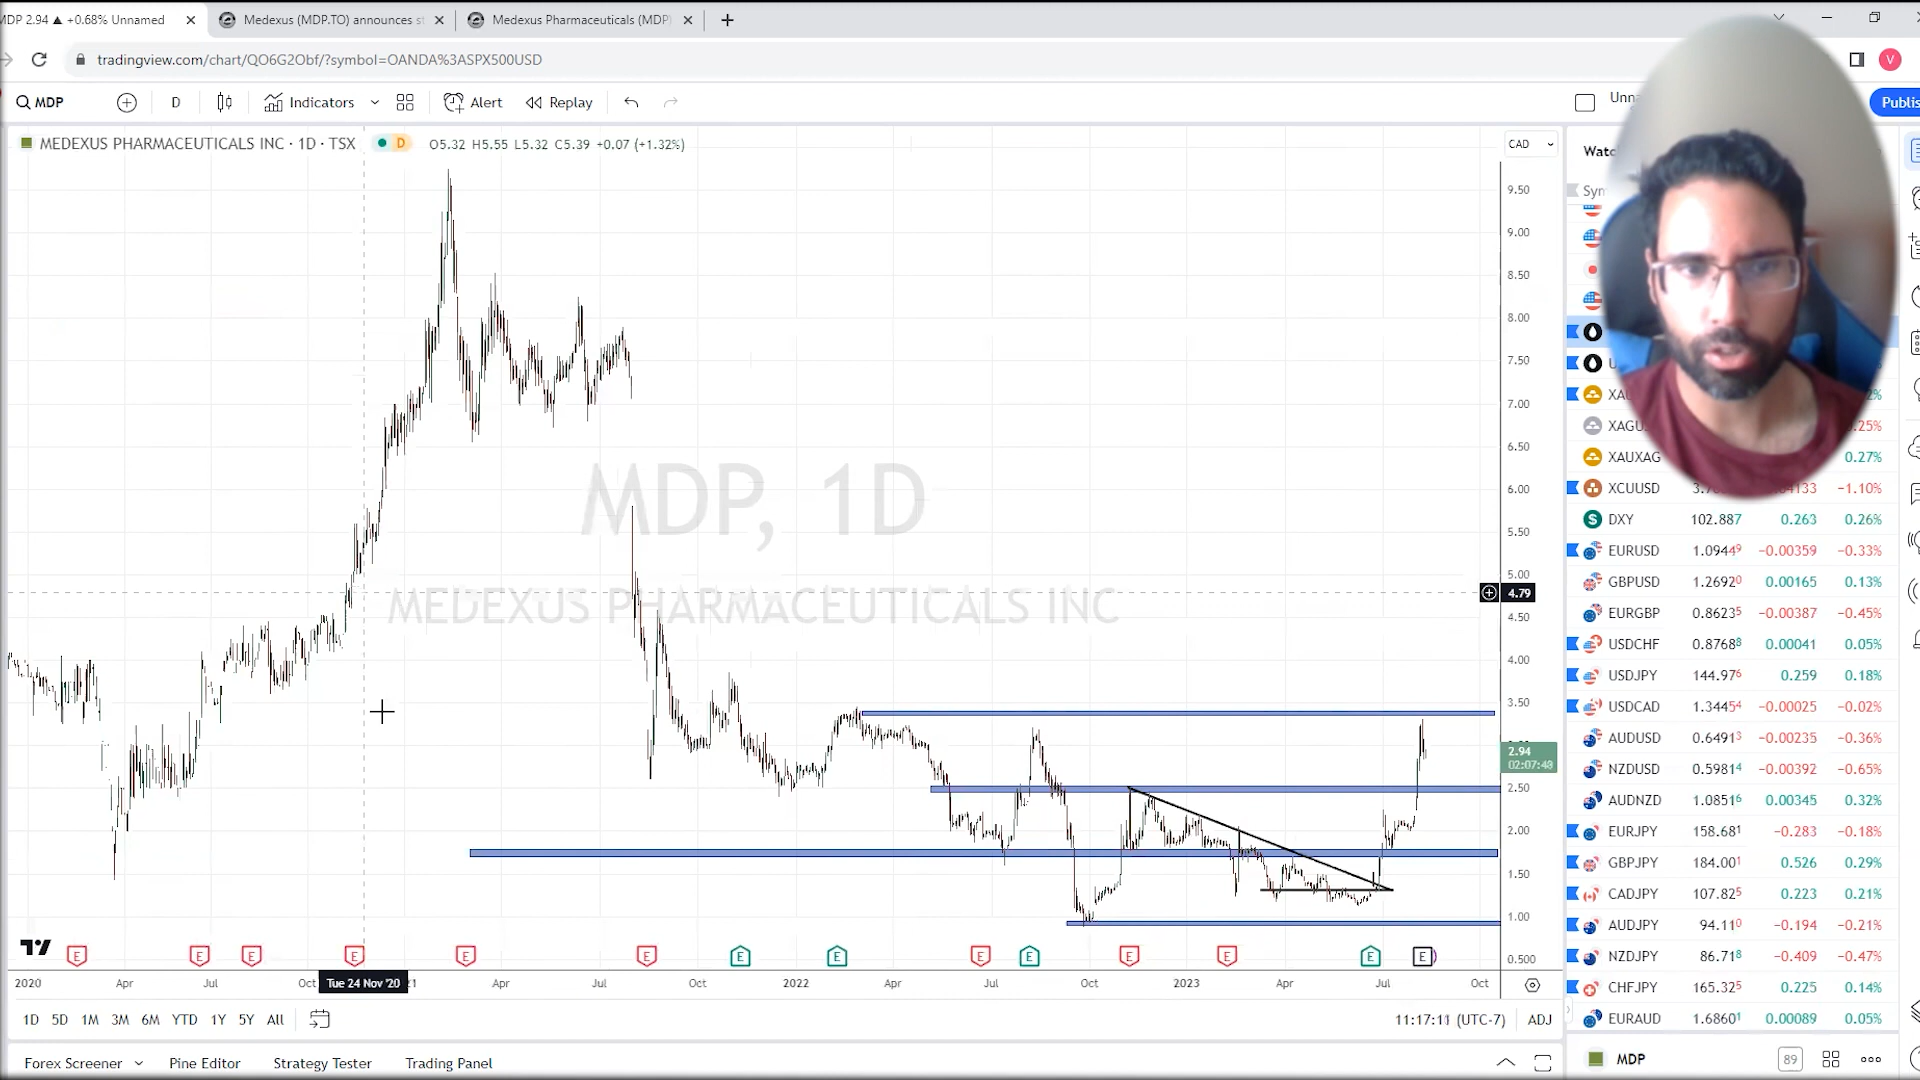 MDP 2.94 ▲ +0.68% Unnamed
Medexus (MDP.TO) announces st
Medexus Pharmaceuticals (MDP
tradingview.com/chart/QO6G2Obf/?symbol=OANDA%3ASPX500USD
V
MDP
D
Indicators
Alert
Replay
Unna
Publis
MEDEXUS PHARMACEUTICALS INC · 1D · TSX
D
O5.32 H5.55 L5.32 C5.39 +0.07 (+1.32%)
CAD
Watc
Sym
9.50
9.00
8.50
8.00
7.50
7.00
6.50
6.00
5.50
5.00
4.79
4.50
4.00
3.50
2.94
02:07:48
2.50
2.00
1.50
1.00
0.500
MDP, 1D
MEDEXUS PHARMACEUTICALS INC
XAUXAG 0.27%
XCUUSD -1.10%
DXY 102.887 0.263 0.26%
EURUSD 1.09449 -0.00359 -0.33%
GBPUSD 1.26920 0.00165 0.13%
EURGBP 0.86235 -0.00387 -0.45%
USDCHF 0.87688 0.00041 0.05%
USDJPY 144.976 0.259 0.18%
USDCAD 1.34454 -0.00025 -0.02%
AUDUSD 0.64913 -0.00235 -0.36%
NZDUSD 0.59814 -0.00392 -0.65%
AUDNZD 1.08516 0.00345 0.32%
EURJPY 158.681 -0.283 -0.18%
GBPJPY 184.001 0.526 0.29%
CADJPY 107.825 0.223 0.21%
AUDJPY 94.110 -0.194 -0.21%
NZDJPY 86.718 -0.409 -0.47%
CHFJPY 165.325 0.225 0.14%
EURAUD 1.68601 0.00089 0.05%
E E E E E E E E E E E E E E
2020 Apr Jul Oct Tue 24 Nov '20 21 Apr Jul Oct 2022 Apr Jul Oct 2023 Apr Jul Oct
1D 5D 1M 3M 6M YTD 1Y 5Y All
11:17:11 (UTC-7) ADJ
Forex Screener Pine Editor Strategy Tester Trading Panel
MDP 89